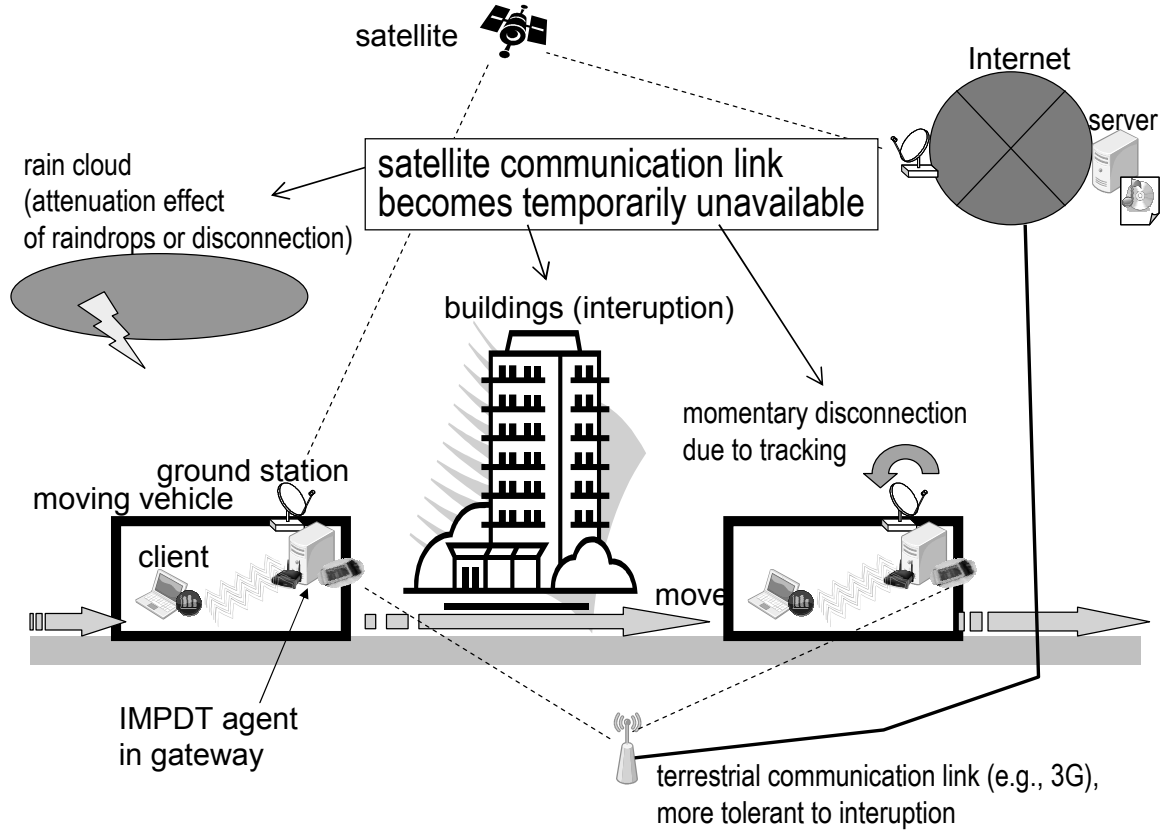 satellite
Internet
server
rain cloud
(attenuation effect
of raindrops or disconnection)
satellite communication link
becomes temporarily unavailable
buildings (interuption)
momentary disconnection
due to tracking
ground station
moving vehicle
client
move
IMPDT agent
in gateway
terrestrial communication link (e.g., 3G),
more tolerant to interuption